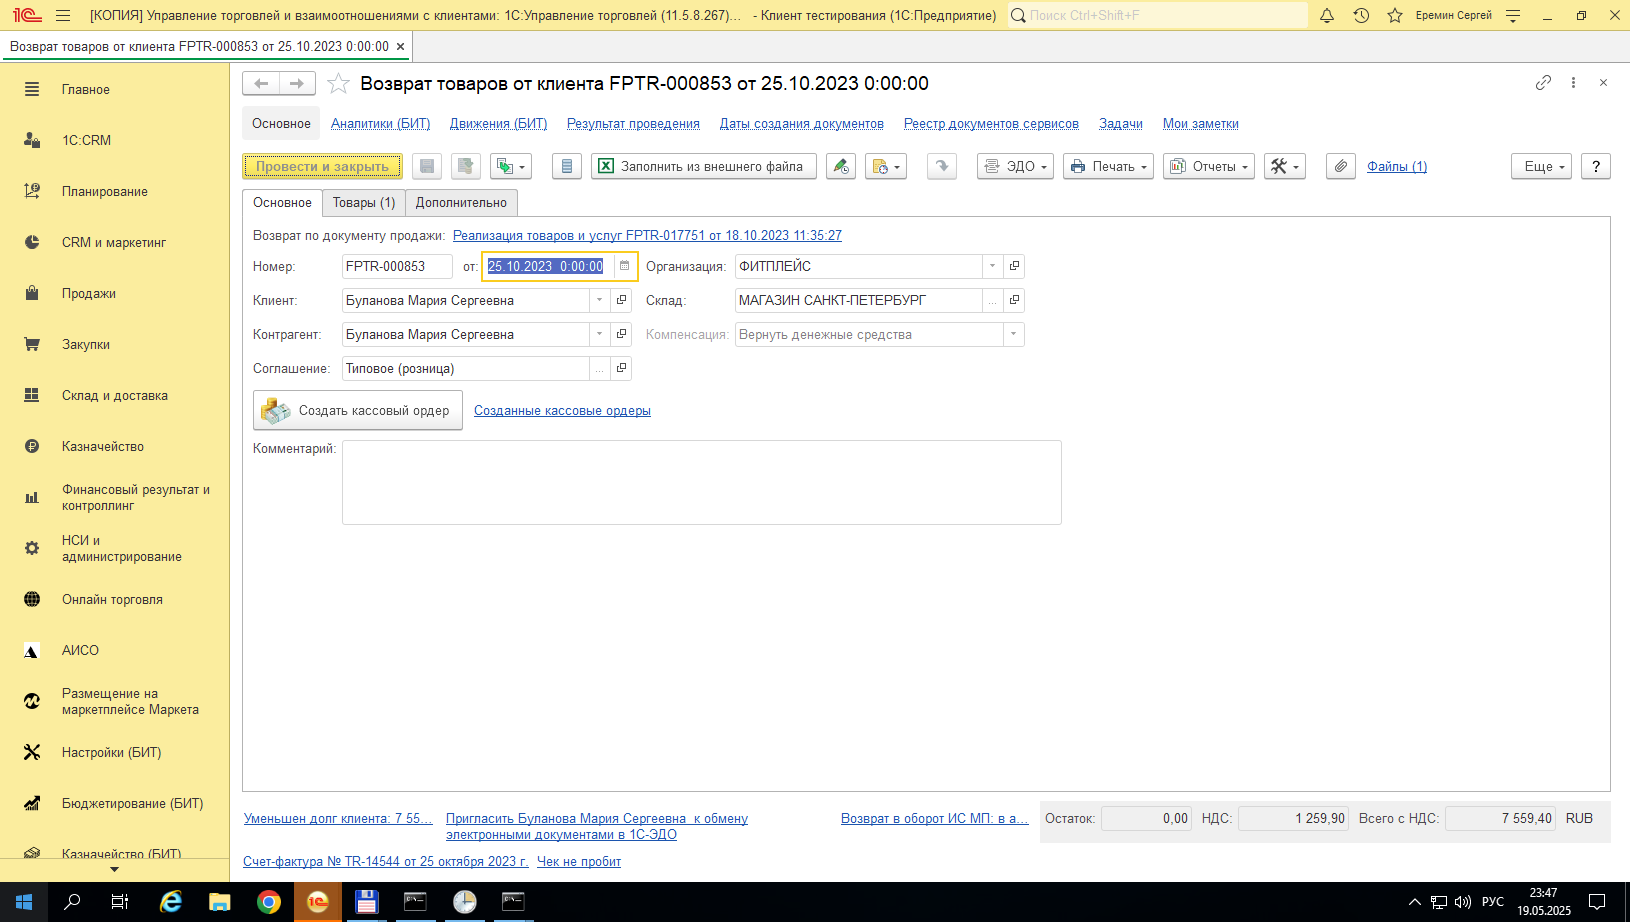 [КОПИЯ] Управление торговлей и взаимоотношениями с клиентами: 1С:Управление торговлей (11.5.8.267)... - Клиент тестирования (1С:Предприятие)
Поиск Ctrl+Shift+F
Еремин Сергей
Возврат товаров от клиента FPTR-000853 от 25.10.2023 0:00:00
Главное
1С:CRM
Планирование
CRM и маркетинг
Продажи
Закупки
Склад и доставка
Казначейство
Финансовый результат и
контроллинг
НСИ и
администрирование
Онлайн торговля
АИСО
Размещение на
маркетплейсе Маркета
Настройки (БИТ)
Бюджетирование (БИТ)
Казначейство (БИТ)
Возврат товаров от клиента FPTR-000853 от 25.10.2023 0:00:00
Основное Аналитики (БИТ) Движения (БИТ) Результат проведения Даты создания документов Реестр документов сервисов Задачи Мои заметки
Провести и закрыть Заполнить из внешнего файла ЭДО Печать Отчеты Файлы (1) Еще ?
Основное Товары (1) Дополнительно
Возврат по документу продажи: Реализация товаров и услуг FPTR-017751 от 18.10.2023 11:35:27
Номер: FPTR-000853 от: 25.10.2023 0:00:00 Организация: ФИТПЛЕЙС
Клиент: Буланова Мария Сергеевна Склад: МАГАЗИН САНКТ-ПЕТЕРБУРГ ...
Контрагент: Буланова Мария Сергеевна Компенсация: Вернуть денежные средства
Соглашение: Типовое (розница) ...
Создать кассовый ордер Созданные кассовые ордеры
Комментарий:
Уменьшен долг клиента: 7 55... Пригласить Буланова Мария Сергеевна к обмену
электронными документами в 1С-ЭДО
Возврат в оборот ИС МП: в а...
Остаток: 0,00 НДС: 1 259,90 Всего с НДС: 7 559,40 RUB
Счет-фактура № TR-14544 от 25 октября 2023 г. Чек не пробит
РУС
23:47
19.05.2025